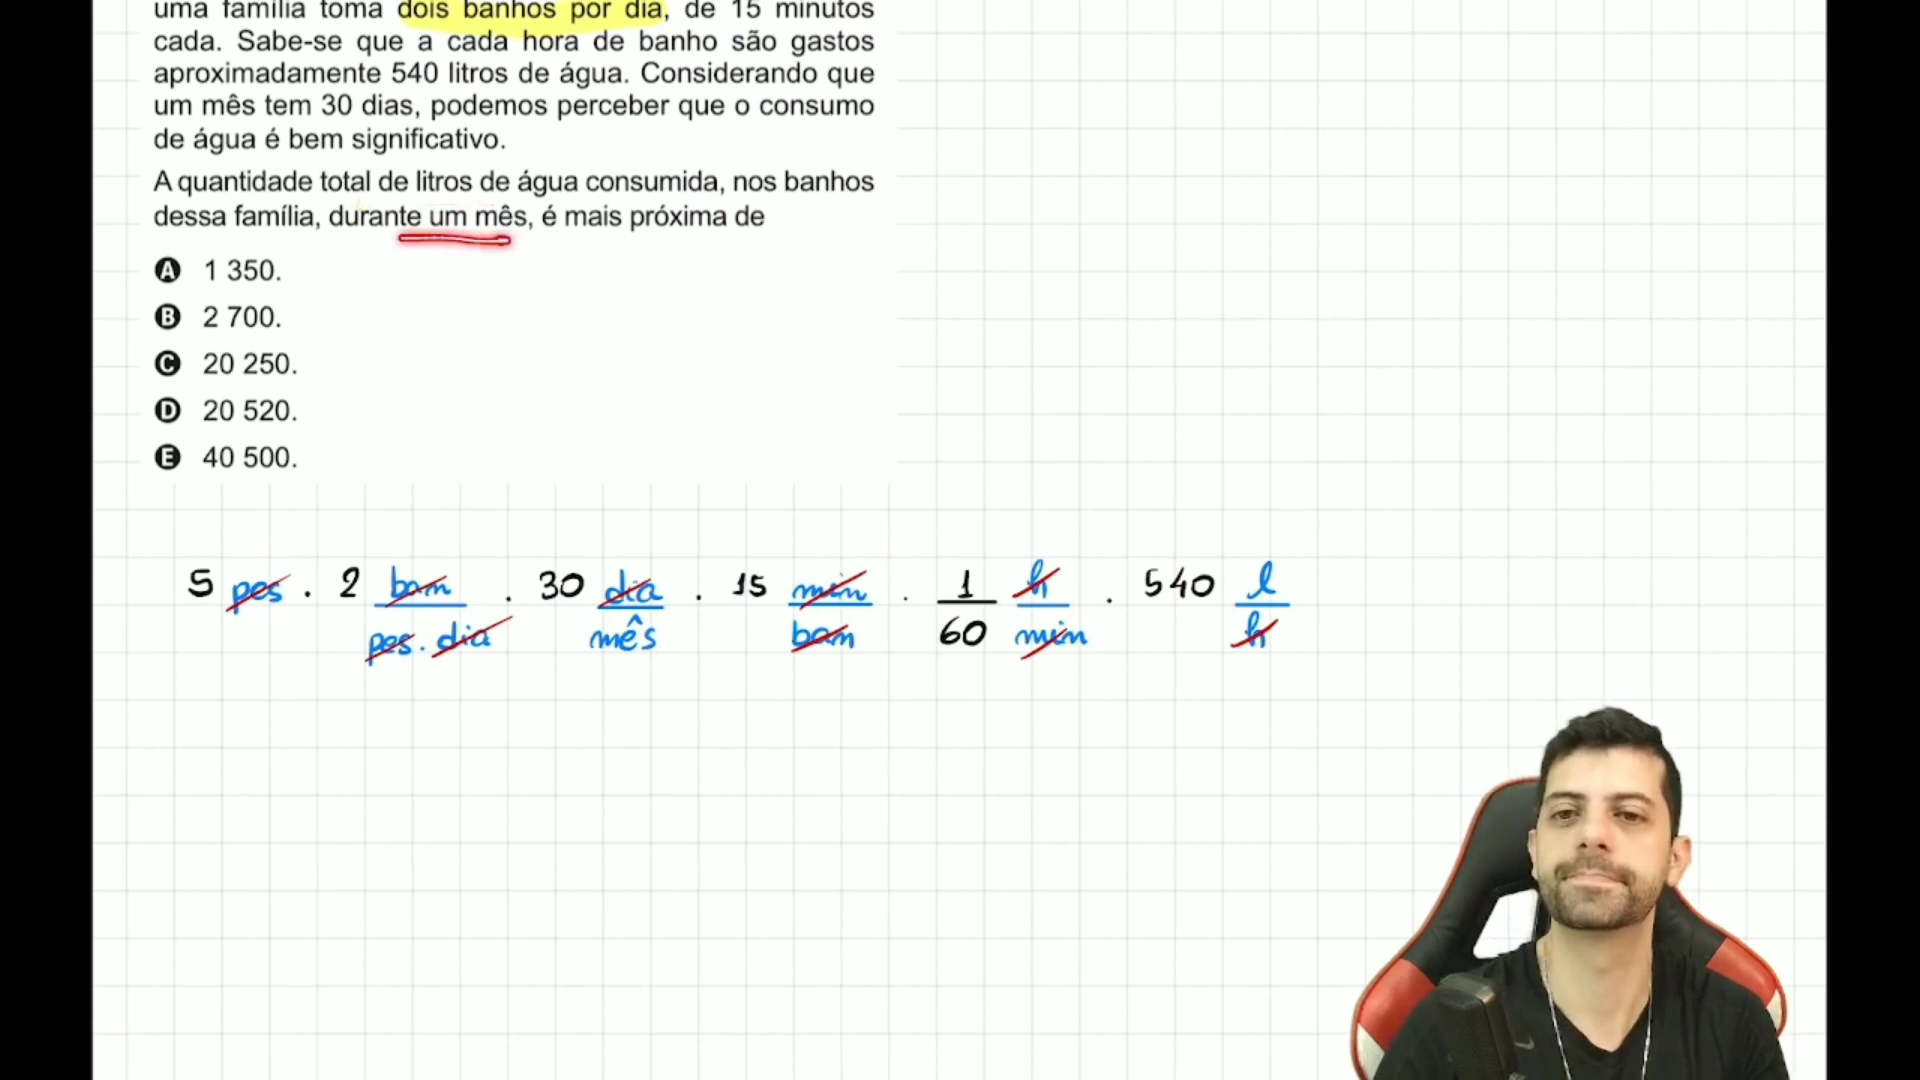 uma família toma dois banhos por dia, de 15 minutos
cada. Sabe-se que a cada hora de banho são gastos
aproximadamente 540 litros de água. Considerando que
um mês tem 30 dias, podemos perceber que o consumo
de água é bem significativo.
A quantidade total de litros de água consumida, nos banhos
dessa família, durante um mês, é mais próxima de
A 1 350.
B 2 700.
C 20 250.
D 20 520.
E 40 500.
5 pes . 2 ban . 30 dia . 15 min . 1 h . 540 l
pes. dia mês ban 60 min h